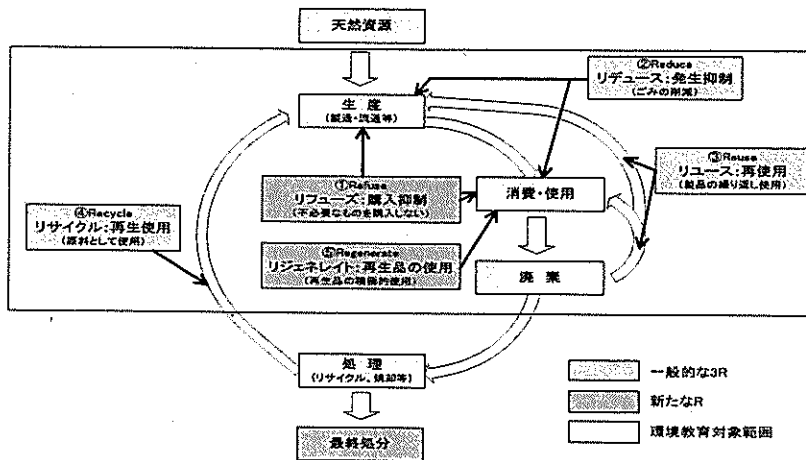 天然資源
②Reduce
リデュース:発生抑制
(ごみの削減)
生 産
(製造・流通等)
③Reuse
リユース:再使用
(製品の繰り返し使用)
①Refuse
リフューズ:購入抑制
(不必要なものを購入しない)
消費・使用
④Recycle
リサイクル:再生使用
(原料として使用)
⑤Regenerate
リジェネレイト:再生品の使用
(再生品の積極的使用)
廃 棄
処 理
(リサイクル、焼却等)
最終処分
一般的な3R
新たなR
環境教育対象範囲